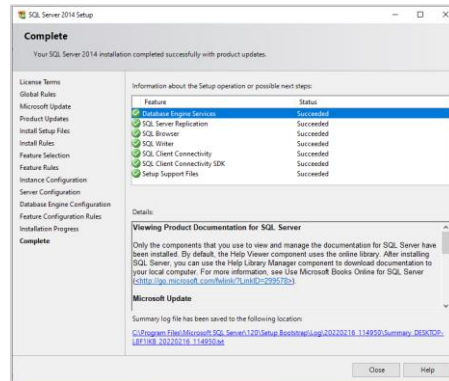 SQL Server 2014 Setup
Complete
Your SQL Server 2014 installation completed successfully with product updates.
License Terms
Global Rules
Microsoft Update
Product Updates
Install Setup Files
Install Rules
Feature Selection
Feature Rules
Instance Configuration
Server Configuration
Database Engine Configuration
Feature Configuration Rules
Installation Progress
Complete
Information about the Setup operation or possible next steps:
Feature Status
Database Engine Services Succeeded
SQL Server Replication Succeeded
SQL Browser Succeeded
SQL Writer Succeeded
SQL Client Connectivity Succeeded
SQL Client Connectivity SDK Succeeded
Setup Support Files Succeeded
Details:
Viewing Product Documentation for SQL Server
Only the components that you use to view and manage the documentation for SQL Server have
been installed. By default, the Help Viewer component uses the online library. After installing
SQL Server, you can use the Help Library Manager component to download documentation to
your local computer. For more information, see Use Microsoft Books Online for SQL Server
(<http://go.microsoft.com/fwlink/?LinkID=299578>).
Microsoft Update
Summary log file has been saved to the following location:
C:\Program Files\Microsoft SQL Server\120\Setup Bootstrap\Log\20220216_114950\Summary_DESKTOP-
Close Help